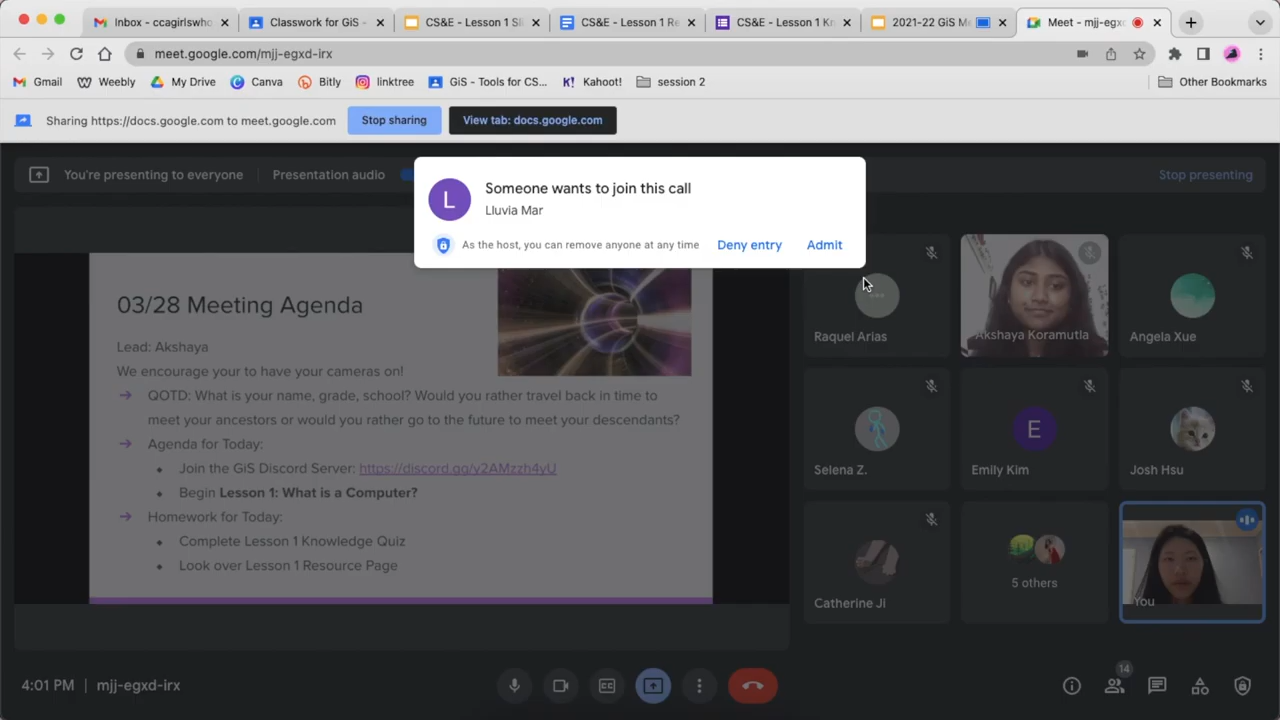 Inbox - ccagirlswho
Classwork for GiS -
CS&E - Lesson 1 Sli
CS&E - Lesson 1 Re
CS&E - Lesson 1 Kn
2021-22 GiS Me
Meet - mjj-egxd
meet.google.com/mjj-egxd-irx
Gmail
Weebly
My Drive
Canva
Bitly
linktree
GiS - Tools for CS...
K! Kahoot!
session 2
Other Bookmarks
Sharing https://docs.google.com to meet.google.com
Stop sharing
View tab: docs.google.com
You're presenting to everyone
Presentation audio
Stop presenting
L
Someone wants to join this call
Lluvia Mar
As the host, you can remove anyone at any time
Deny entry
Admit
03/28 Meeting Agenda
Lead: Akshaya
We encourage your to have your cameras on!
➔ QOTD: What is your name, grade, school? Would you rather travel back in time to
meet your ancestors or would you rather go to the future to meet your descendants?
➔ Agenda for Today:
◆ Join the GiS Discord Server: https://discord.gg/y2AMzzh4yU
◆ Begin Lesson 1: What is a Computer?
➔ Homework for Today:
◆ Complete Lesson 1 Knowledge Quiz
◆ Look over Lesson 1 Resource Page
Raquel Arias
Akshaya Koramutla
Angela Xue
Selena Z.
E
Emily Kim
Josh Hsu
Catherine Ji
5 others
You
4:01 PM | mjj-egxd-irx
CC
14